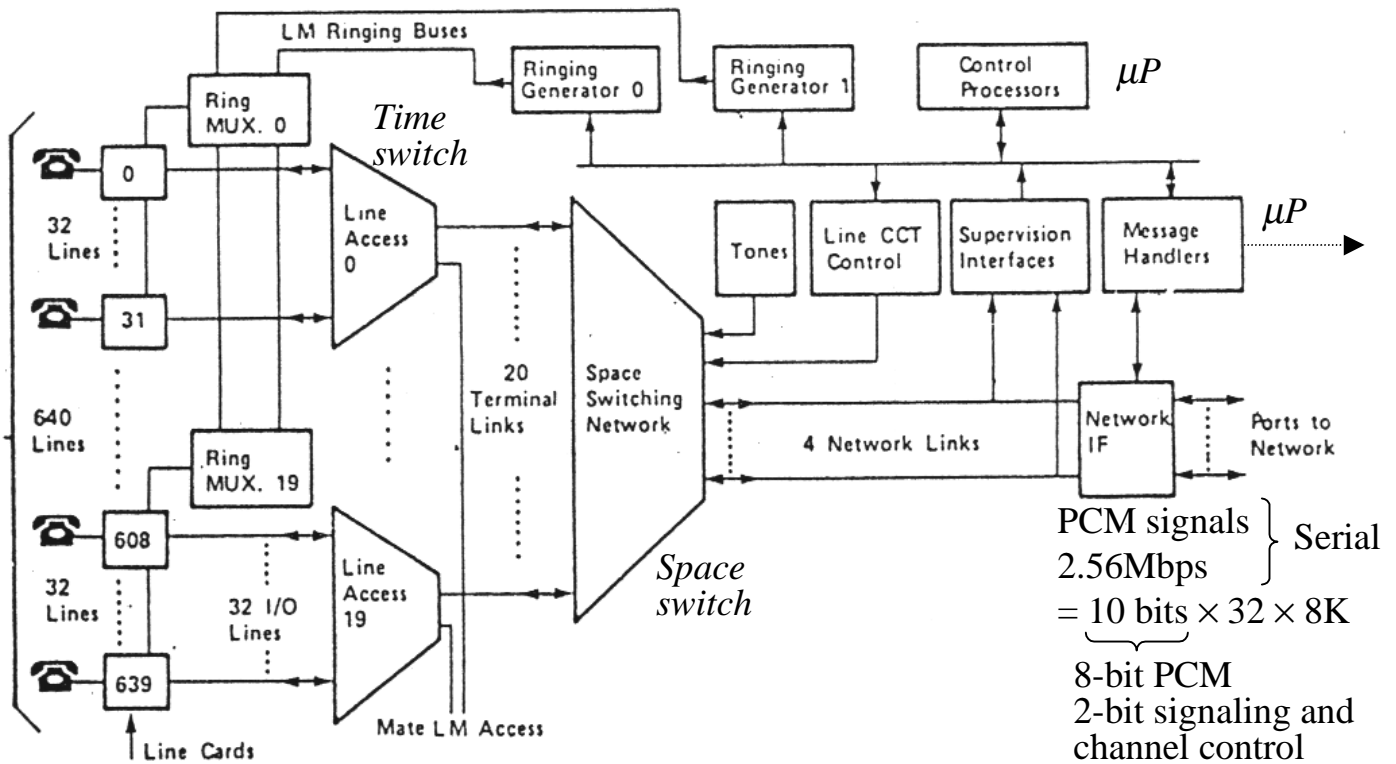 LM Ringing Buses
Ringing
Generator 0
Ringing
Generator 1
Control
Processors
μP
Ring
MUX. 0
Time
switch
0
32
Lines
31
Line
Access
0
640
Lines
20
Terminal
Links
Space
Switching
Network
Tones
Line CCT
Control
Supervision
Interfaces
Message
Handlers
μP
4 Network Links
Network
IF
Ports to
Network
Ring
MUX. 19
608
32
Lines
639
32 I/O
Lines
Line
Access
19
Space
switch
Mate LM Access
Line Cards
PCM signals
2.56Mbps
Serial
= 10 bits × 32 × 8K
8-bit PCM
2-bit signaling and
channel control